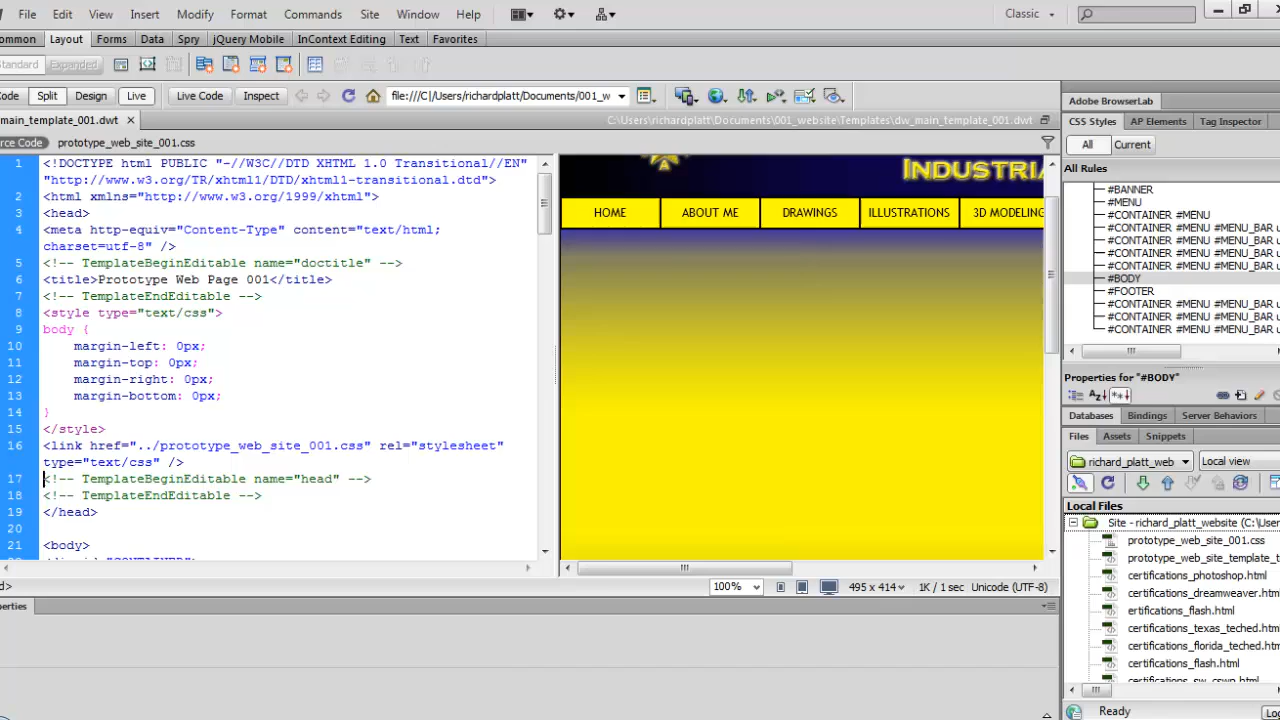 File Edit View Insert Modify Format Commands Site Window Help Classic
ommon Layout Forms Data Spry jQuery Mobile InContext Editing Text Favorites
Standard Expanded
Code Split Design Live Live Code Inspect file:///C|/Users/richardplatt/Documents/001_w
main_template_001.dwt C:\Users\richardplatt\Documents\001_website\Templates\dw_main_template_001.dwt
rce Code prototype_web_site_001.css
1 <!DOCTYPE html PUBLIC "-//W3C//DTD XHTML 1.0 Transitional//EN"
"http://www.w3.org/TR/xhtml1/DTD/xhtml1-transitional.dtd">
2 <html xmlns="http://www.w3.org/1999/xhtml">
3 <head>
4 <meta http-equiv="Content-Type" content="text/html;
charset=utf-8" />
5 <!-- TemplateBeginEditable name="doctitle" -->
6 <title>Prototype Web Page 001</title>
7 <!-- TemplateEndEditable -->
8 <style type="text/css">
9 body {
10 margin-left: 0px;
11 margin-top: 0px;
12 margin-right: 0px;
13 margin-bottom: 0px;
14 }
15 </style>
16 <link href="../prototype_web_site_001.css" rel="stylesheet"
type="text/css" />
17 <!-- TemplateBeginEditable name="head" -->
18 <!-- TemplateEndEditable -->
19 </head>
20
21 <body>
A
INDUSTRIA
HOME ABOUT ME DRAWINGS ILLUSTRATIONS 3D MODELING
100% 495 x 414 1K / 1 sec Unicode (UTF-8)
d>
operties
Adobe BrowserLab
CSS Styles AP Elements Tag Inspector
All Current
All Rules
#BANNER
#MENU
#CONTAINER #MENU
#CONTAINER #MENU #MENU_BAR u
#CONTAINER #MENU #MENU_BAR u
#CONTAINER #MENU #MENU_BAR u
#CONTAINER #MENU #MENU_BAR u
#BODY
#FOOTER
#CONTAINER #MENU #MENU_BAR u
#CONTAINER #MENU #MENU_BAR u
#CONTAINER #MENU #MENU_BAR u
Properties for "#BODY"
Az
Databases Bindings Server Behaviors
Files Assets Snippets
richard_platt_web Local view
Local Files
Site - richard_platt_website (C:\User
prototype_web_site_001.css
prototype_web_site_template_t
certifications_photoshop.html
certifications_dreamweaver.html
ertifications_flash.html
certifications_texas_teched.htm
certifications_florida_teched.htm
certifications_flash.html
certifications_sw_cswp.html
Ready Lo